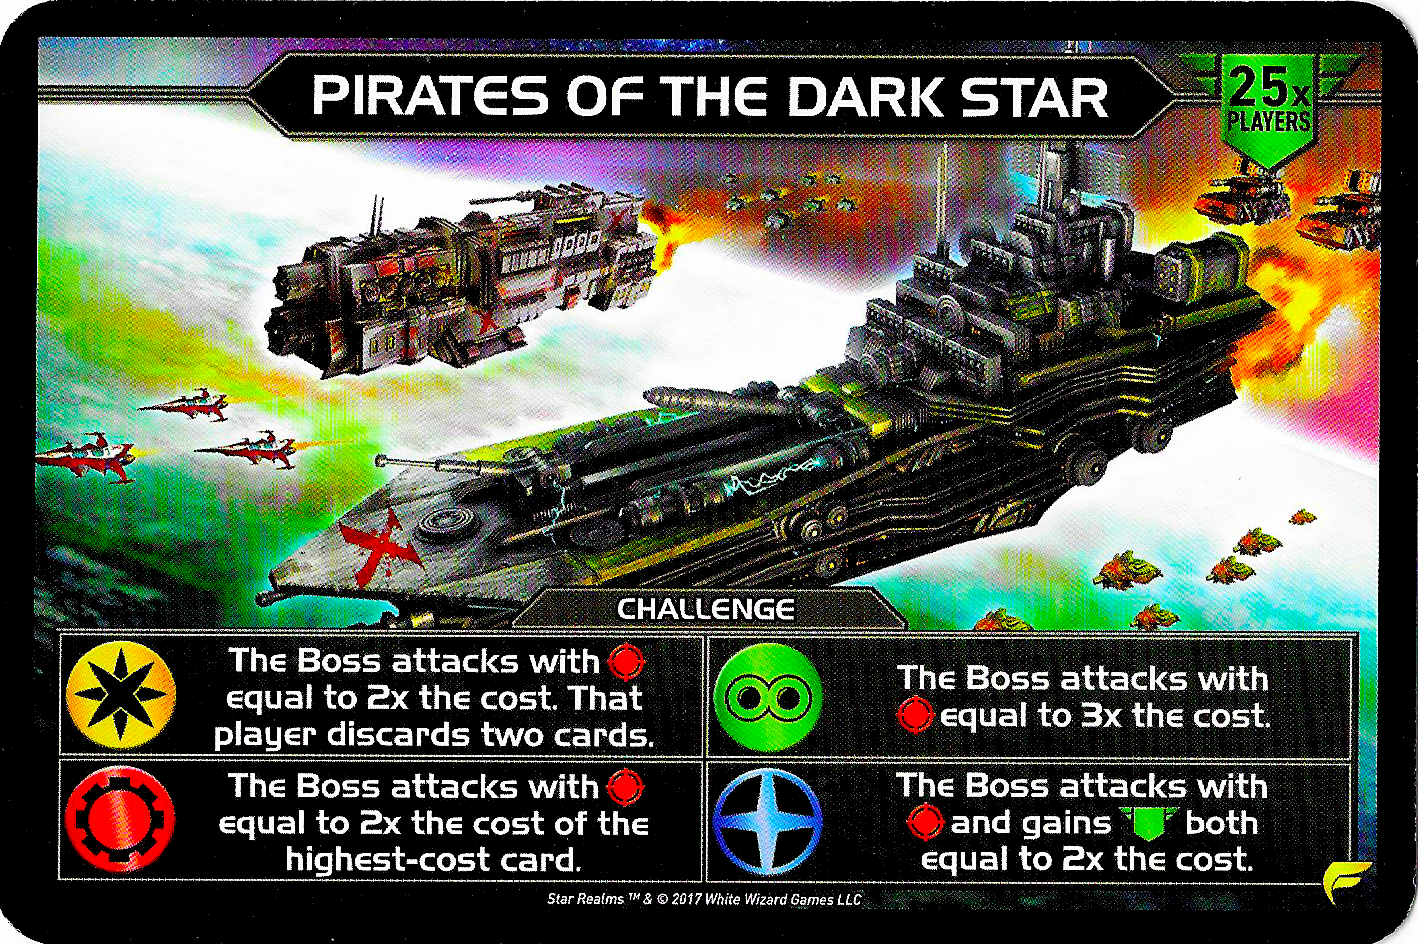 PIRATES OF THE DARK STAR
25x
PLAYERS
CHALLENGE
The Boss attacks with
equal to 2x the cost. That
player discards two cards.
The Boss attacks with
equal to 3x the cost.
The Boss attacks with
equal to 2x the cost of the
highest-cost card.
The Boss attacks with
and gains both
equal to 2x the cost.
Star Realms ™ & © 2017 White Wizard Games LLC